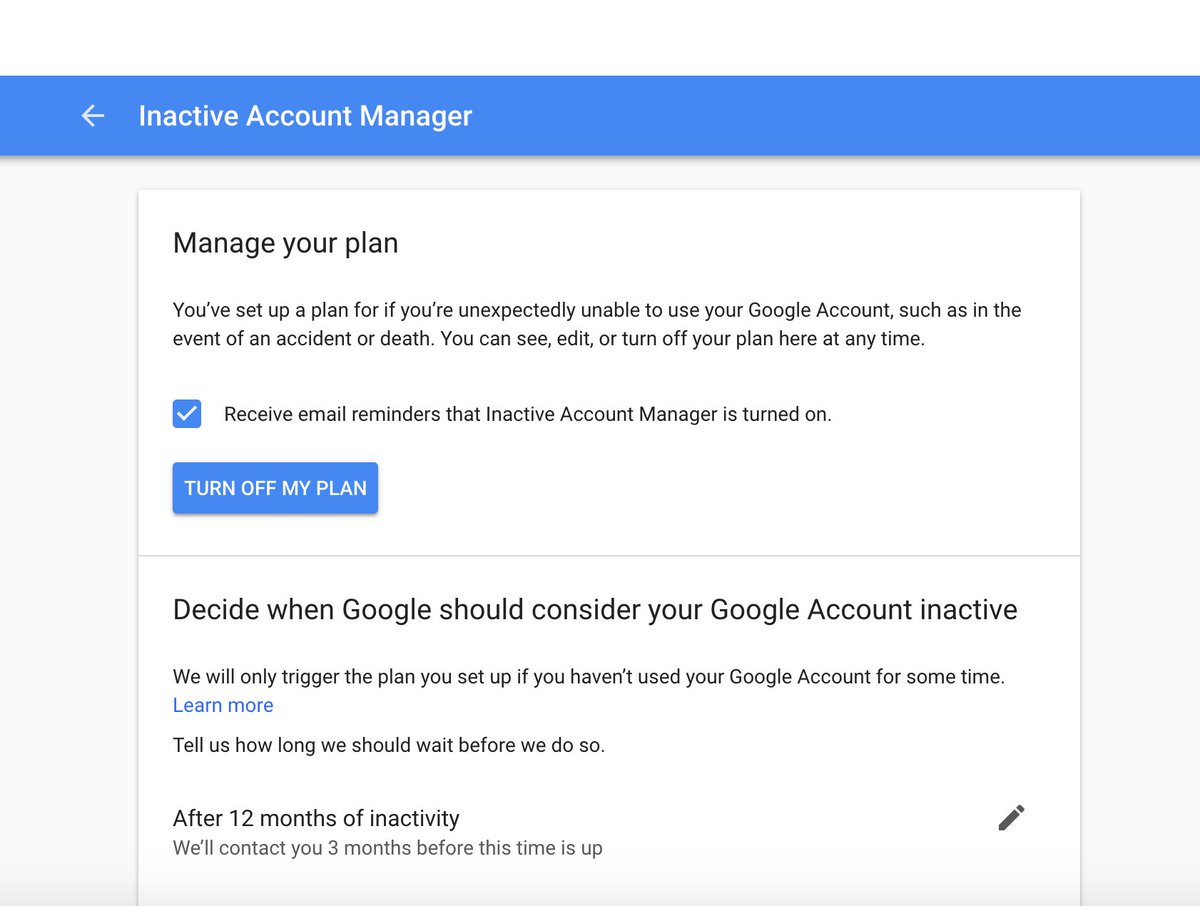 Inactive Account Manager
Manage your plan
You’ve set up a plan for if you’re unexpectedly unable to use your Google Account, such as in the
event of an accident or death. You can see, edit, or turn off your plan here at any time.
Receive email reminders that Inactive Account Manager is turned on.
TURN OFF MY PLAN
Decide when Google should consider your Google Account inactive
We will only trigger the plan you set up if you haven’t used your Google Account for some time.
Learn more
Tell us how long we should wait before we do so.
After 12 months of inactivity
We’ll contact you 3 months before this time is up